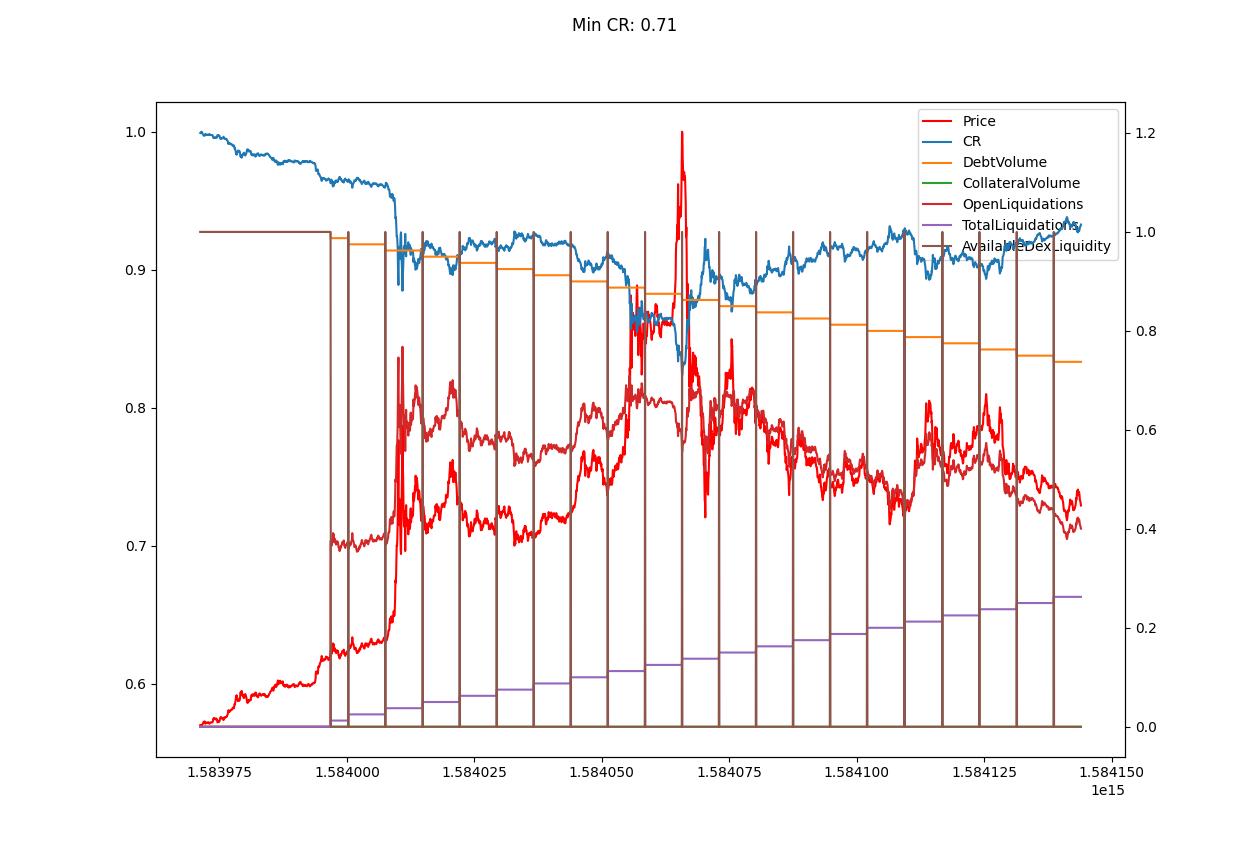 Min CR: 0.71
1.0
0.9
0.8
0.7
0.6
1.2
1.0
0.8
0.6
0.4
0.2
0.0
Price
CR
DebtVolume
CollateralVolume
OpenLiquidations
TotalLiquidations
AvailableDexLiquidity
1.583975 1.584000 1.584025 1.584050 1.584075 1.584100 1.584125 1.584150
1e15